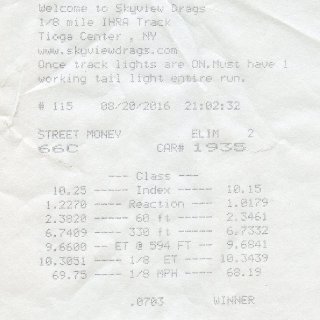 Welcome to Skyview Drags
1/8 mile IHRA Track
Tioga Center , NY
www.skyviewdrags.com
Once track lights are ON.Must have 1
working tail light entire run.
# 115 08/20/2016 21:02:32
STREET MONEY ELIM 2
66C CAR# 1935
--- Class ---
10.25 ----- Index ----- 10.15
1.2270 ---- Reaction --- 1.0179
2.3820 ----- 60 ft ----- 2.3461
6.7409 ----- 330 ft ---- 6.7332
9.6600 -- ET @ 594 FT -- 9.6841
10.3051 ---- 1/8 ET ---- 10.3439
69.75 ---- 1/8 MPH ---- 68.19
.0703 WINNER